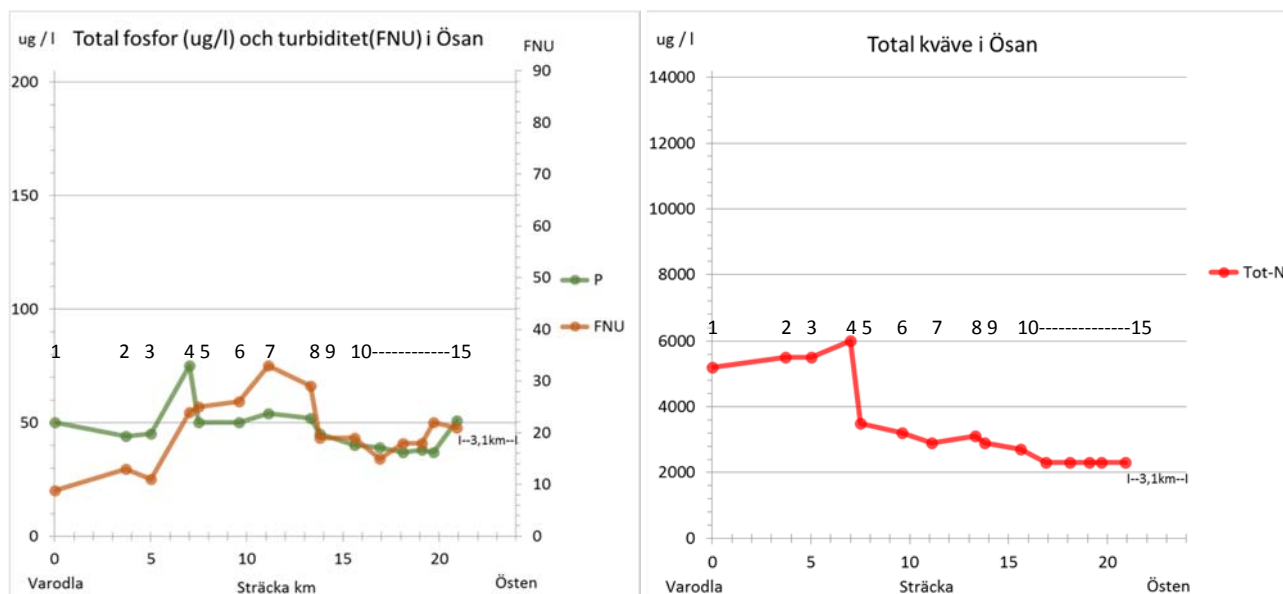 ug / l
Total fosfor (ug/l) och turbiditet(FNU) i Ösan
FNU
200
150
100
50
0
90
80
70
60
50
40
30
20
10
0
1 2 3 4 5 6 7 8 9 10--------------15
I--3,1km--I
P
FNU
0 5 10 15 20
Varodla
Sträcka km
Östen
ug / l
Total kväve i Ösan
14000
12000
10000
8000
6000
4000
2000
0
1 2 3 4 5 6 7 8 9 10--------------15
I--3,1km--I
Tot-N
0 5 10 15 20
Varodla
Sträcka
Östen